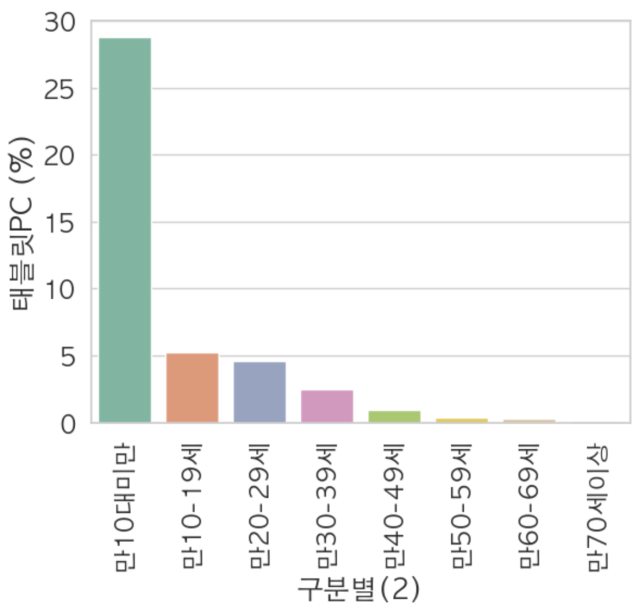 30
25
20
15
10
5
0
태블릿PC (%)
만10대미만
만10-19세
만20-29세
만30-39세
만40-49세
만50-59세
만60-69세
만70세이상
구분별(2)